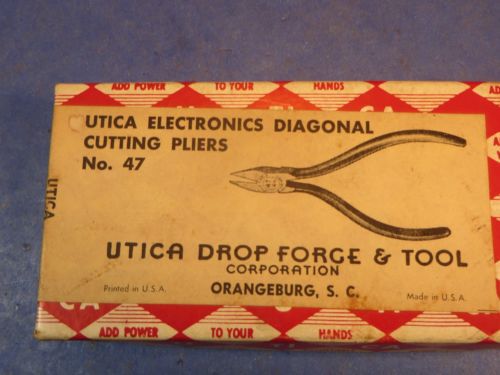 ADD POWER TO YOUR HANDS
UTICA ELECTRONICS DIAGONAL
CUTTING PLIERS
No. 47
UTICA
UTICA DROP FORGE & TOOL
CORPORATION
Printed in U.S.A.
ORANGEBURG, S. C.
Made in U.S.A.
ADD POWER TO YOUR HANDS